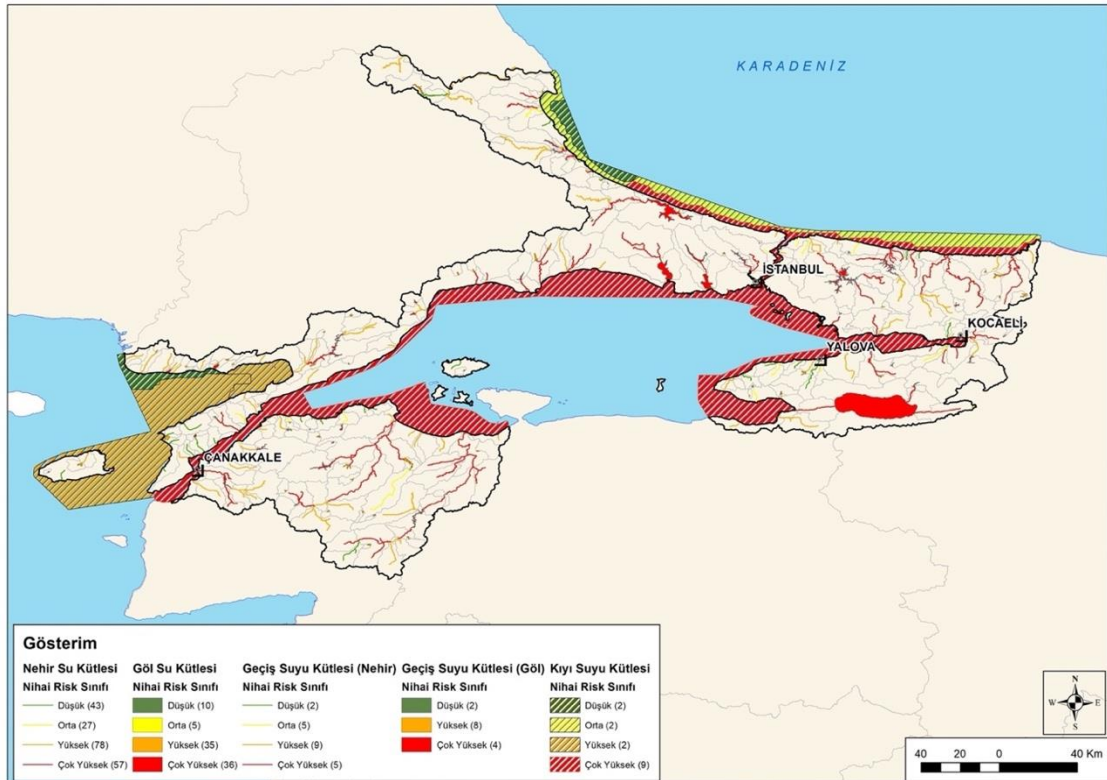 KARADENİZ
İSTANBUL
KOCAELİ
YALOVA
ÇANAKKALE
Gösterim
Nehir Su Kütlesi
Nihai Risk Sınıfı
Düşük (43)
Orta (27)
Yüksek (78)
Çok Yüksek (57)
Göl Su Kütlesi
Nihai Risk Sınıfı
Düşük (10)
Orta (5)
Yüksek (35)
Çok Yüksek (36)
Geçiş Suyu Kütlesi (Nehir)
Nihai Risk Sınıfı
Düşük (2)
Orta (5)
Yüksek (9)
Çok Yüksek (5)
Geçiş Suyu Kütlesi (Göl)
Nihai Risk Sınıfı
Düşük (2)
Yüksek (8)
Çok Yüksek (4)
Kıyı Suyu Kütlesi
Nihai Risk Sınıfı
Düşük (2)
Orta (2)
Yüksek (2)
Çok Yüksek (9)
N
W E
S
40 20 0 40 Km